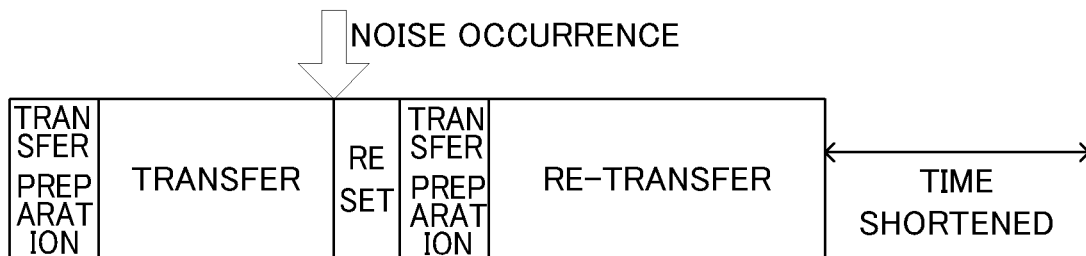 NOISE OCCURRENCE
TRAN
SFER
PREP
ARAT
ION
TRANSFER
RE
SET
TRAN
SFER
PREP
ARAT
ION
RE-TRANSFER
TIME
SHORTENED